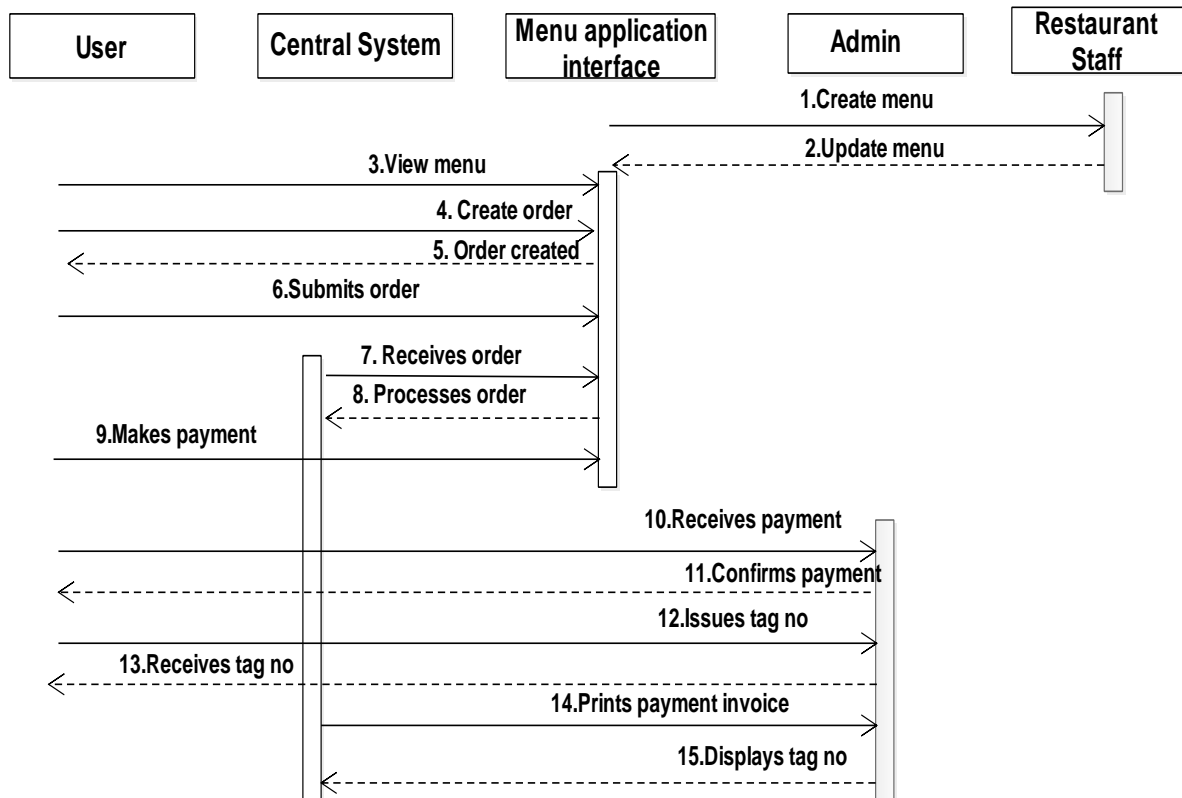 User
Central System
Menu application
interface
Admin
Restaurant
Staff
1.Create menu
2.Update menu
3.View menu
4. Create order
5. Order created
6.Submits order
7. Receives order
8. Processes order
9.Makes payment
10.Receives payment
11.Confirms payment
12.Issues tag no
13.Receives tag no
14.Prints payment invoice
15.Displays tag no